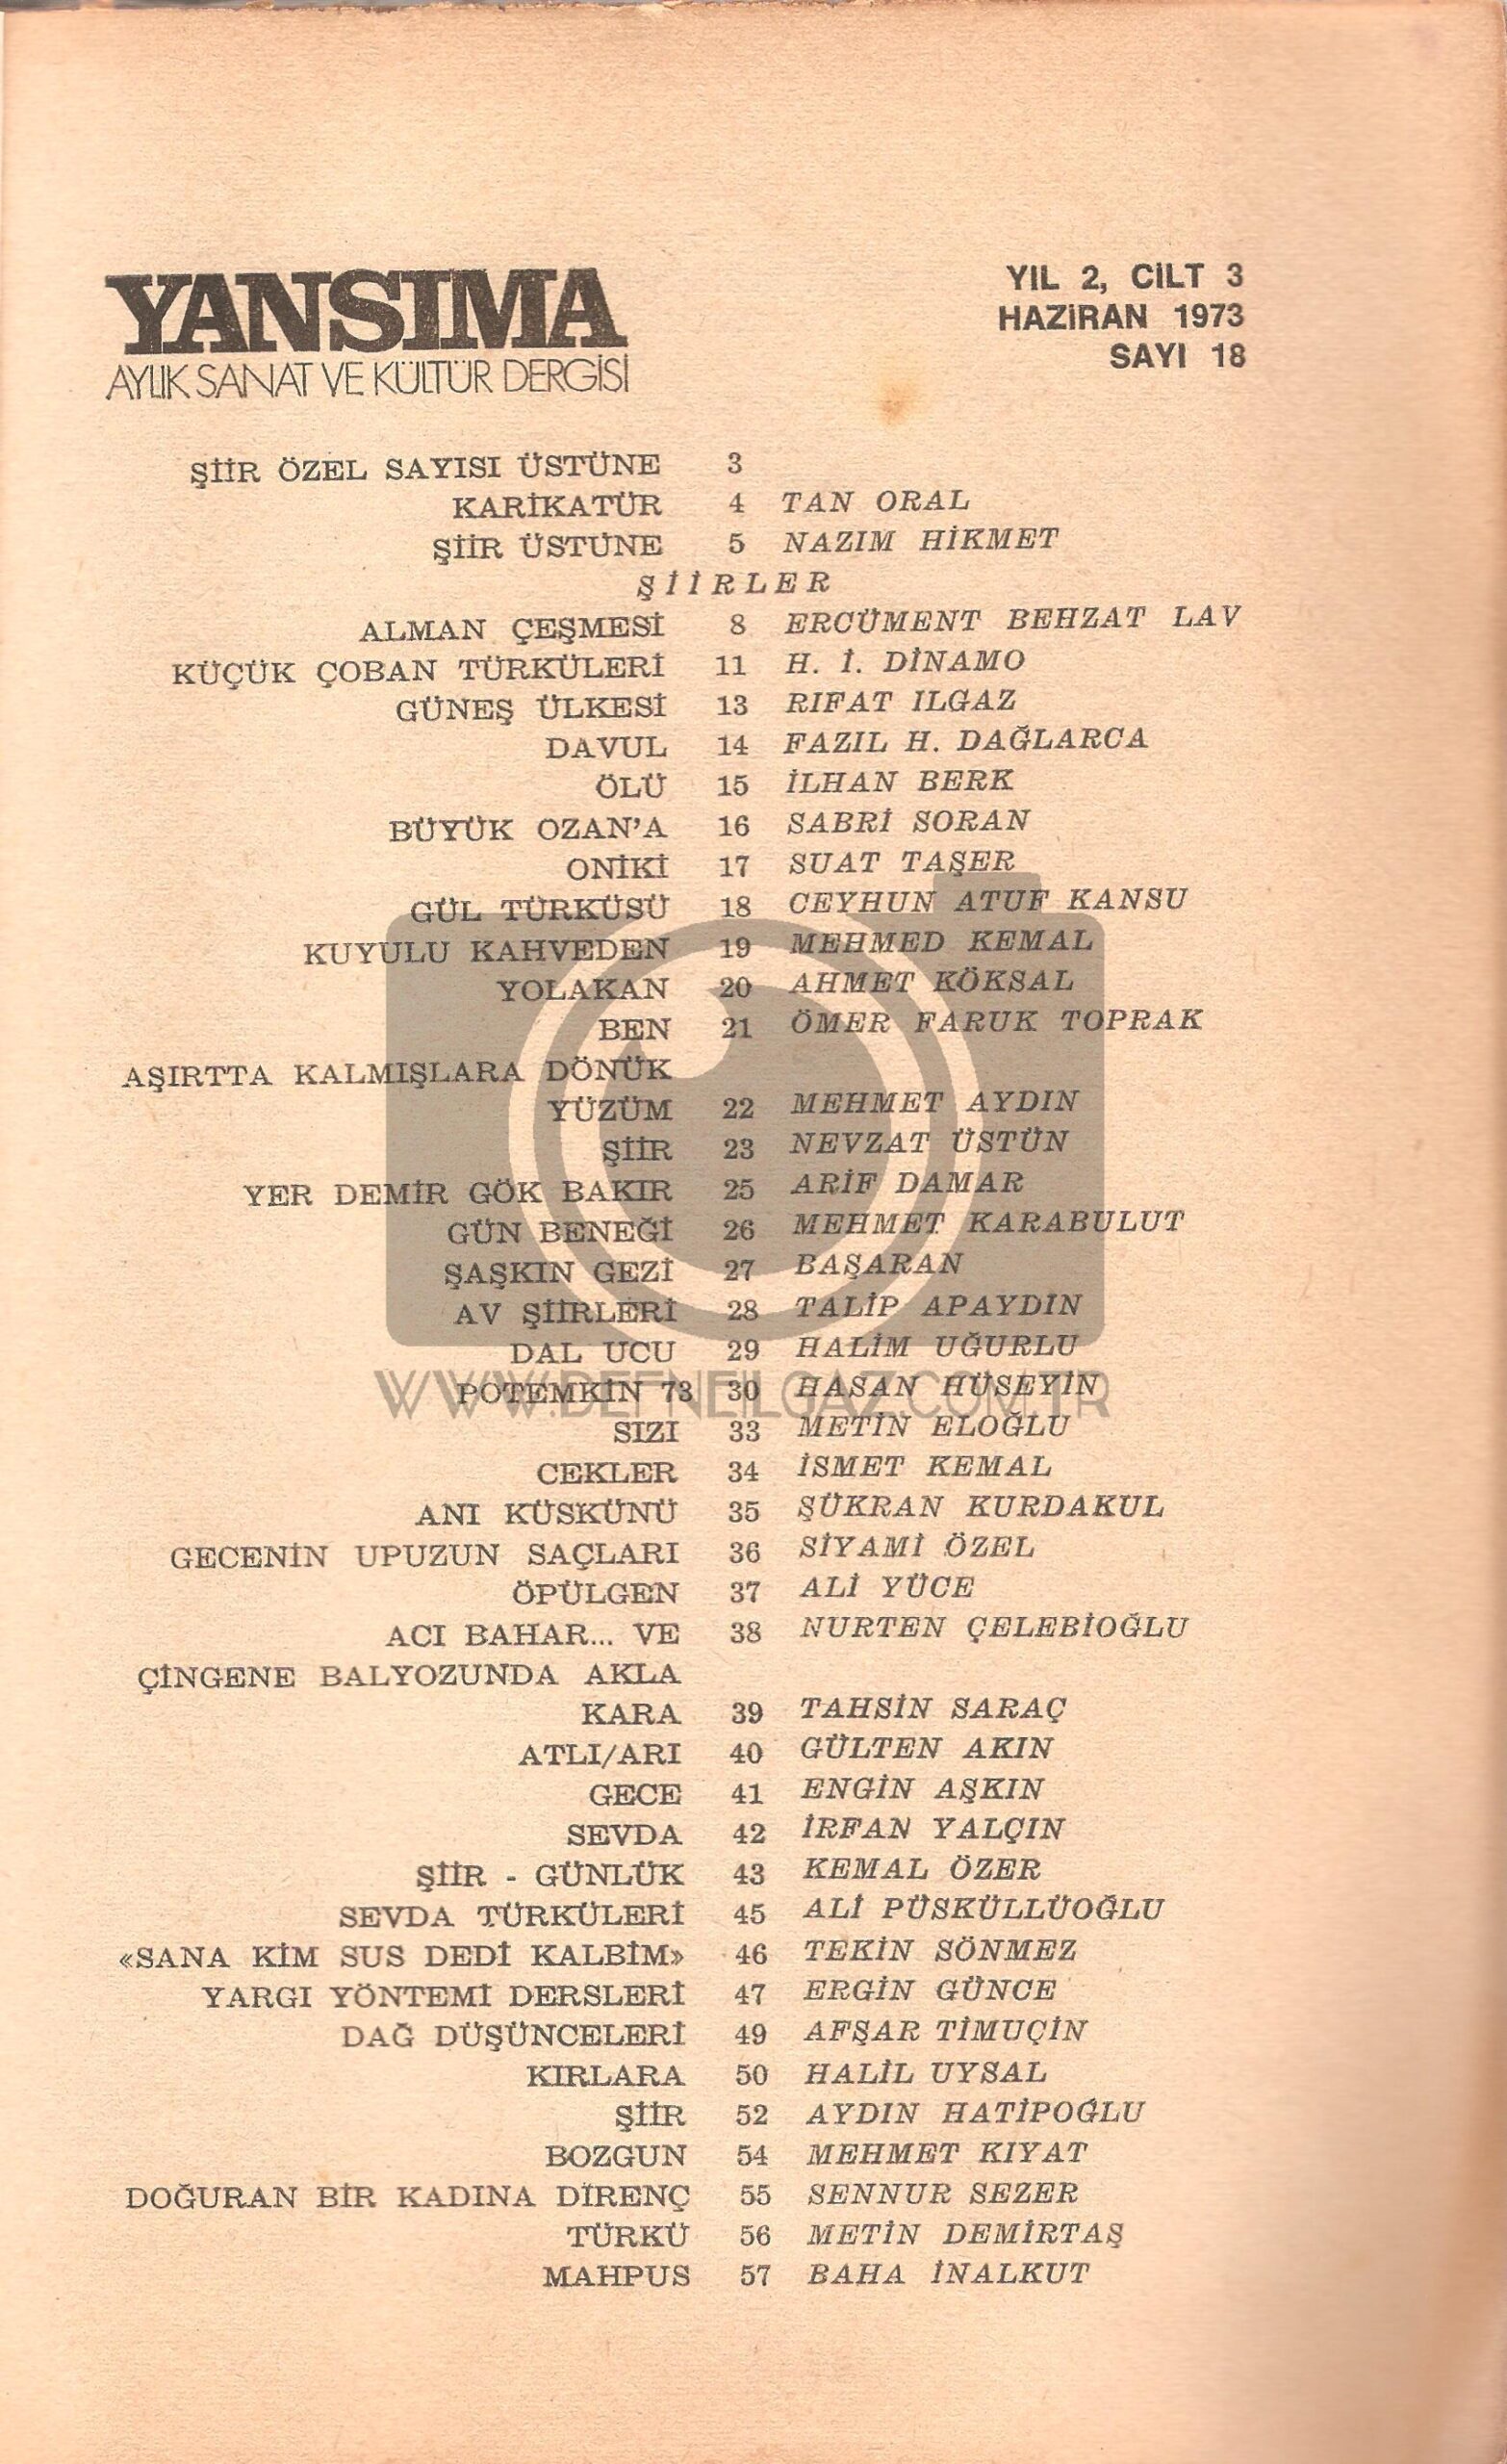 YANSIMA
AYLIK SANAT VE KÜLTÜR DERGİSİ
YIL 2, CİLT 3
HAZİRAN 1973
SAYI 18
ŞİİR ÖZEL SAYISI ÜSTÜNE 3
KARİKATÜR 4 TAN ORAL
ŞİİR ÜSTÜNE 5 NAZIM HİKMET
ŞİİRLER
ALMAN ÇEŞMESİ 8 ERCÜMENT BEHZAT LAV
KÜÇÜK ÇOBAN TÜRKÜLERİ 11 H. İ. DİNAMO
GÜNEŞ ÜLKESİ 13 RIFAT ILGAZ
DAVUL 14 FAZIL H. DAĞLARCA
ÖLÜ 15 İLHAN BERK
BÜYÜK OZAN'A 16 SABRİ SORAN
ONİKİ 17 SUAT TAŞER
GÜL TÜRKÜSÜ 18 CEYHUN ATUF KANSU
KUYULU KAHVEDEN 19 MEHMED KEMAL
YOLAKAN 20 AHMET KÖKSAL
BEN 21 ÖMER FARUK TOPRAK
AŞIRTTA KALMIŞLARA DÖNÜK
YÜZÜM 22 MEHMET AYDIN
ŞİİR 23 NEVZAT ÜSTÜN
YER DEMİR GÖK BAKIR 25 ARİF DAMAR
GÜN BENEĞİ 26 MEHMET KARABULUT
ŞAŞKIN GEZİ 27 BAŞARAN
AV ŞİİRLERİ 28 TALİP APAYDIN
DAL UCU 29 HALİM UĞURLU
POTEMKİN 73 30 HASAN HÜSEYİN
WWW.DEFNEILGAZ.COM.TR
SIZI 33 METİN ELOĞLU
CEKLER 34 İSMET KEMAL
ANI KÜSKÜNÜ 35 ŞÜKRAN KURDAKUL
GECENİN UPUZUN SAÇLARI 36 SİYAMİ ÖZEL
ÖPÜLGEN 37 ALİ YÜCE
ACI BAHAR... VE 38 NURTEN ÇELEBİOĞLU
ÇİNGENE BALYOZUNDA AKLA
KARA 39 TAHSİN SARAÇ
ATLI/ARI 40 GÜLTEN AKIN
GECE 41 ENGİN AŞKIN
SEVDA 42 İRFAN YALÇIN
ŞİİR - GÜNLÜK 43 KEMAL ÖZER
SEVDA TÜRKÜLERİ 45 ALİ PÜSKÜLLÜOĞLU
«SANA KİM SUS DEDİ KALBİM» 46 TEKİN SÖNMEZ
YARGI YÖNTEMİ DERSLERİ 47 ERGİN GÜNCE
DAĞ DÜŞÜNCELERİ 49 AFŞAR TİMUÇİN
KIRLARA 50 HALİL UYSAL
ŞİİR 52 AYDIN HATİPOĞLU
BOZGUN 54 MEHMET KIYAT
DOĞURAN BİR KADINA DİRENÇ 55 SENNUR SEZER
TÜRKÜ 56 METİN DEMİRTAŞ
MAHPUS 57 BAHA İNALKUT